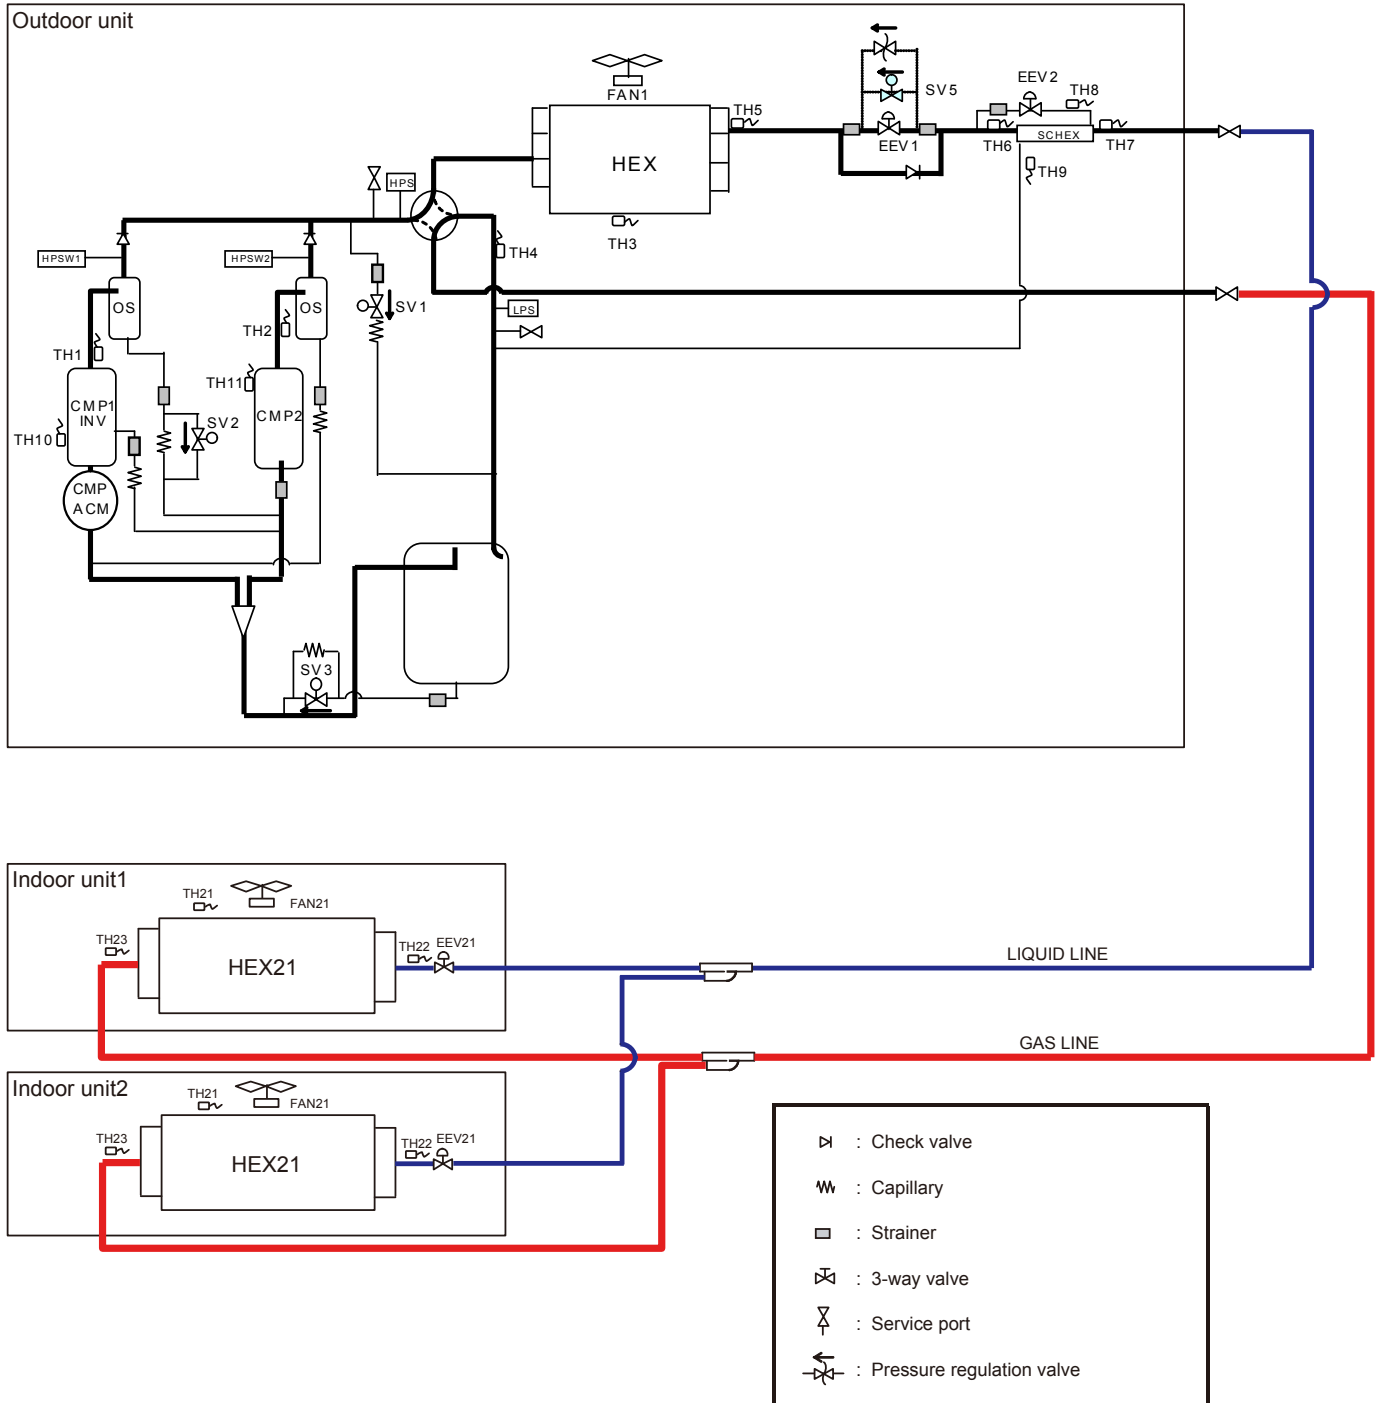 Outdoor unit
FAN1
HEX
TH5
TH3
SV5
EEV1
EEV2
TH8
TH6
SCHEX
TH7
TH9
HPS
TH4
LPS
HPSW1
HPSW2
OS
OS
SV1
TH1
TH2
TH10
CMP1
INV
TH11
CMP2
SV2
CMP
ACM
SV3
Indoor unit1
TH21
FAN21
TH23
HEX21
TH22
EEV21
LIQUID LINE
GAS LINE
Indoor unit2
TH21
FAN21
TH23
HEX21
TH22
EEV21
: Check valve
: Capillary
: Strainer
: 3-way valve
: Service port
: Pressure regulation valve